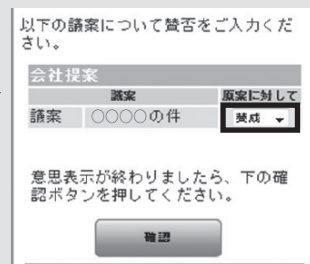 以下の議案について賛否をご入力くだ
さい。
会社提案
議案 原案に対して
議案 ○○○○の件 賛成
意思表示が終わりましたら、下の確
認ボタンを押してください。
確認